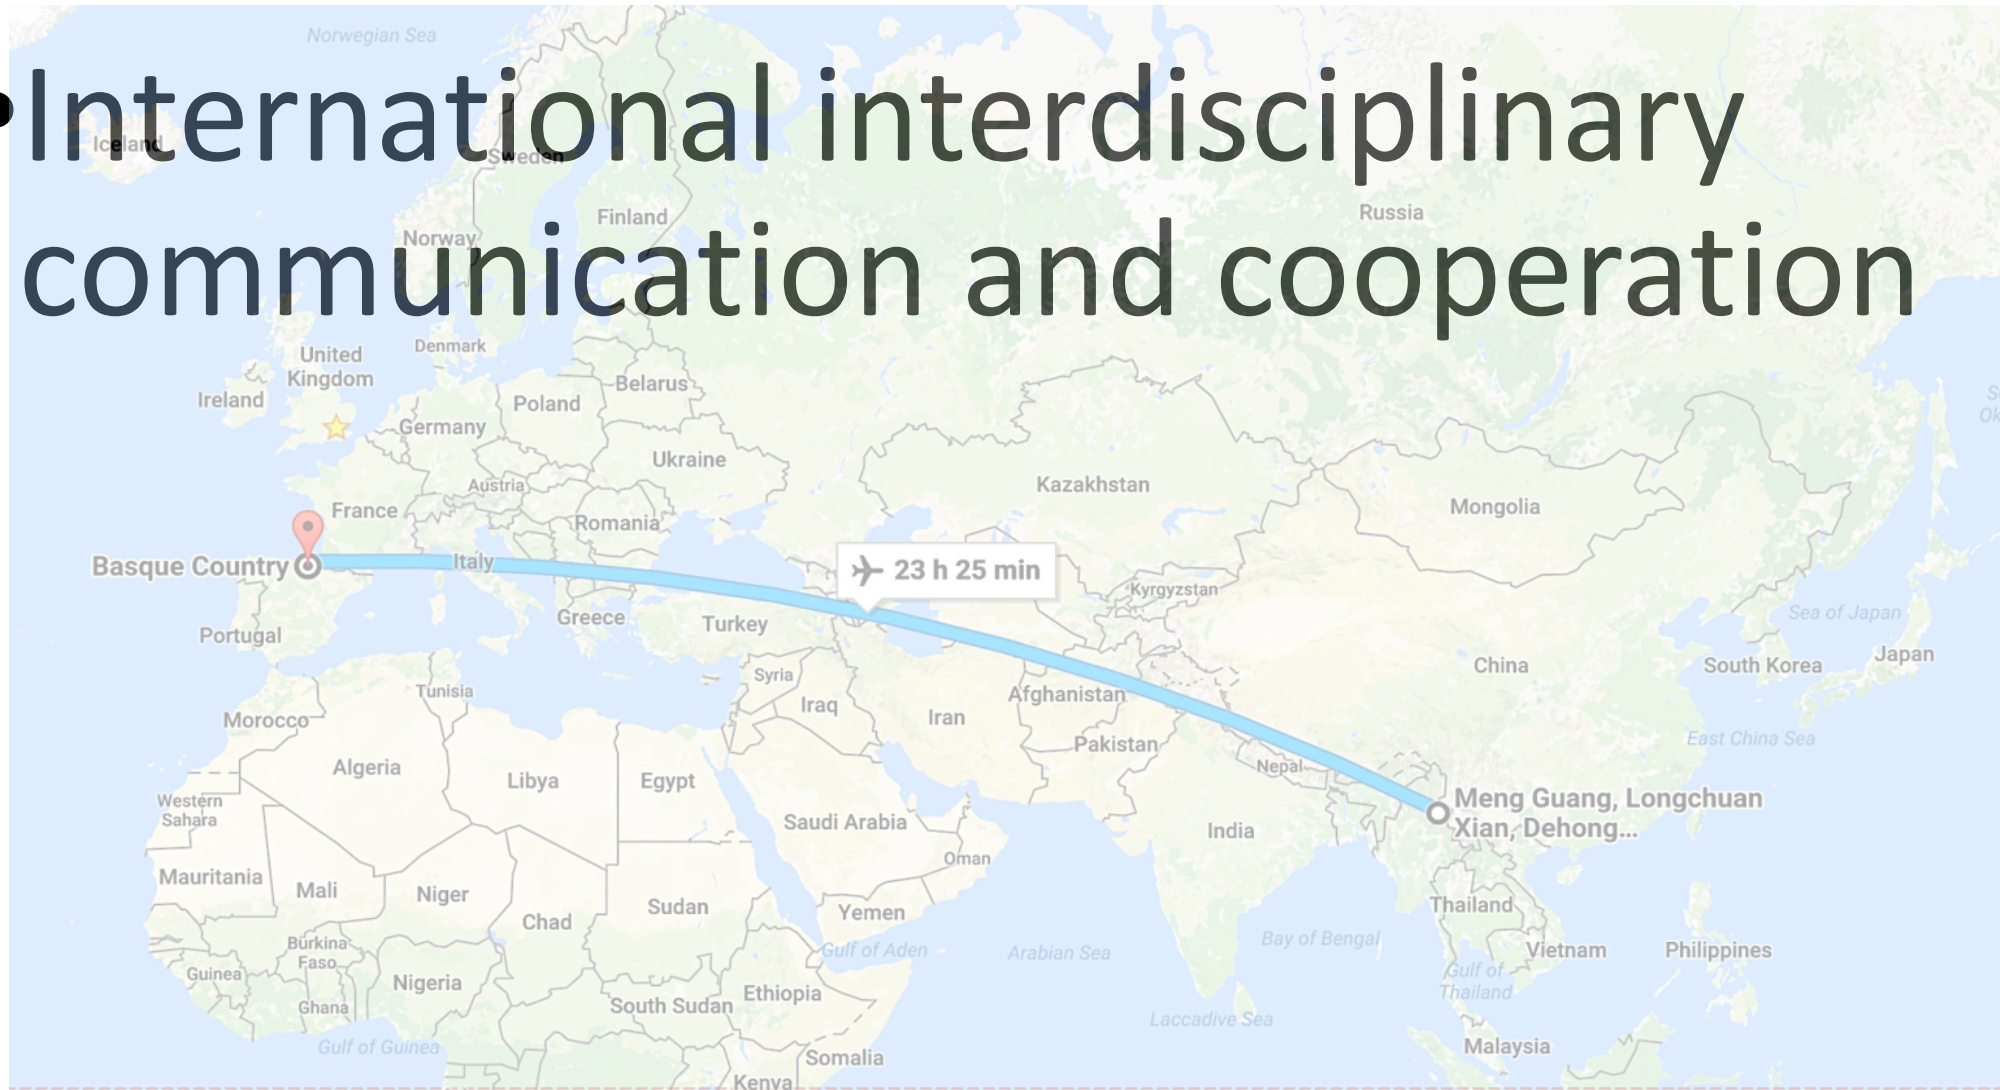 •International interdisciplinary
communication and cooperation
Norwegian Sea
Iceland
Sweden
Finland
Norway
Russia
United
Kingdom
Denmark
Ireland
Belarus
Poland
Germany
Ukraine
Austria
Kazakhstan
France
Mongolia
Romania
Basque Country
Italy
23 h 25 min
Kyrgyzstan
Sea of Japan
Greece
Turkey
Portugal
China
South Korea
Japan
Syria
Tunisia
Afghanistan
Iraq
Iran
Morocco
East China Sea
Pakistan
Algeria
Libya
Egypt
Nepal
Western
Sahara
Meng Guang, Longchuan
Xian, Dehong...
Saudi Arabia
India
Oman
Mauritania
Mali
Niger
Sudan
Thailand
Chad
Yemen
Burkina
Faso
Gulf of Aden
Arabian Sea
Bay of Bengal
Vietnam
Philippines
Guinea
Nigeria
Gulf of
Thailand
Ethiopia
Ghana
South Sudan
Laccadive Sea
Gulf of Guinea
Somalia
Malaysia
Kenya